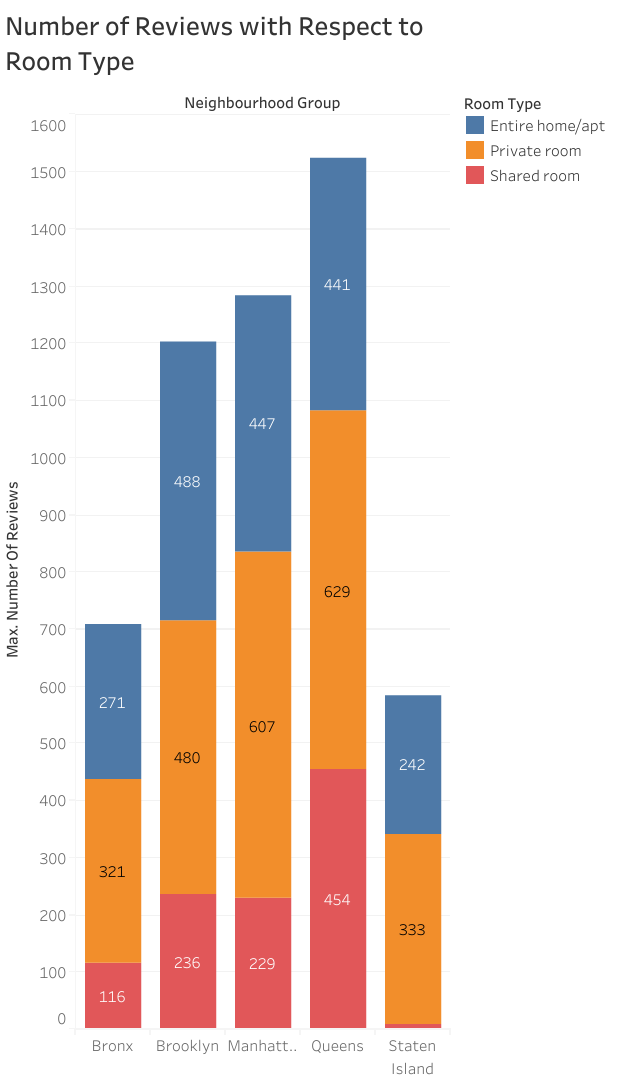 Number of Reviews with Respect to
Room Type
Neighbourhood Group
Room Type
Entire home/apt
Private room
Shared room
Max. Number Of Reviews
1600
1500
1400
1300
1200
1100
1000
900
800
700
600
500
400
300
200
100
0
271
321
116
488
480
236
447
607
229
441
629
454
242
333
Bronx
Brooklyn
Manhatt..
Queens
Staten
Island